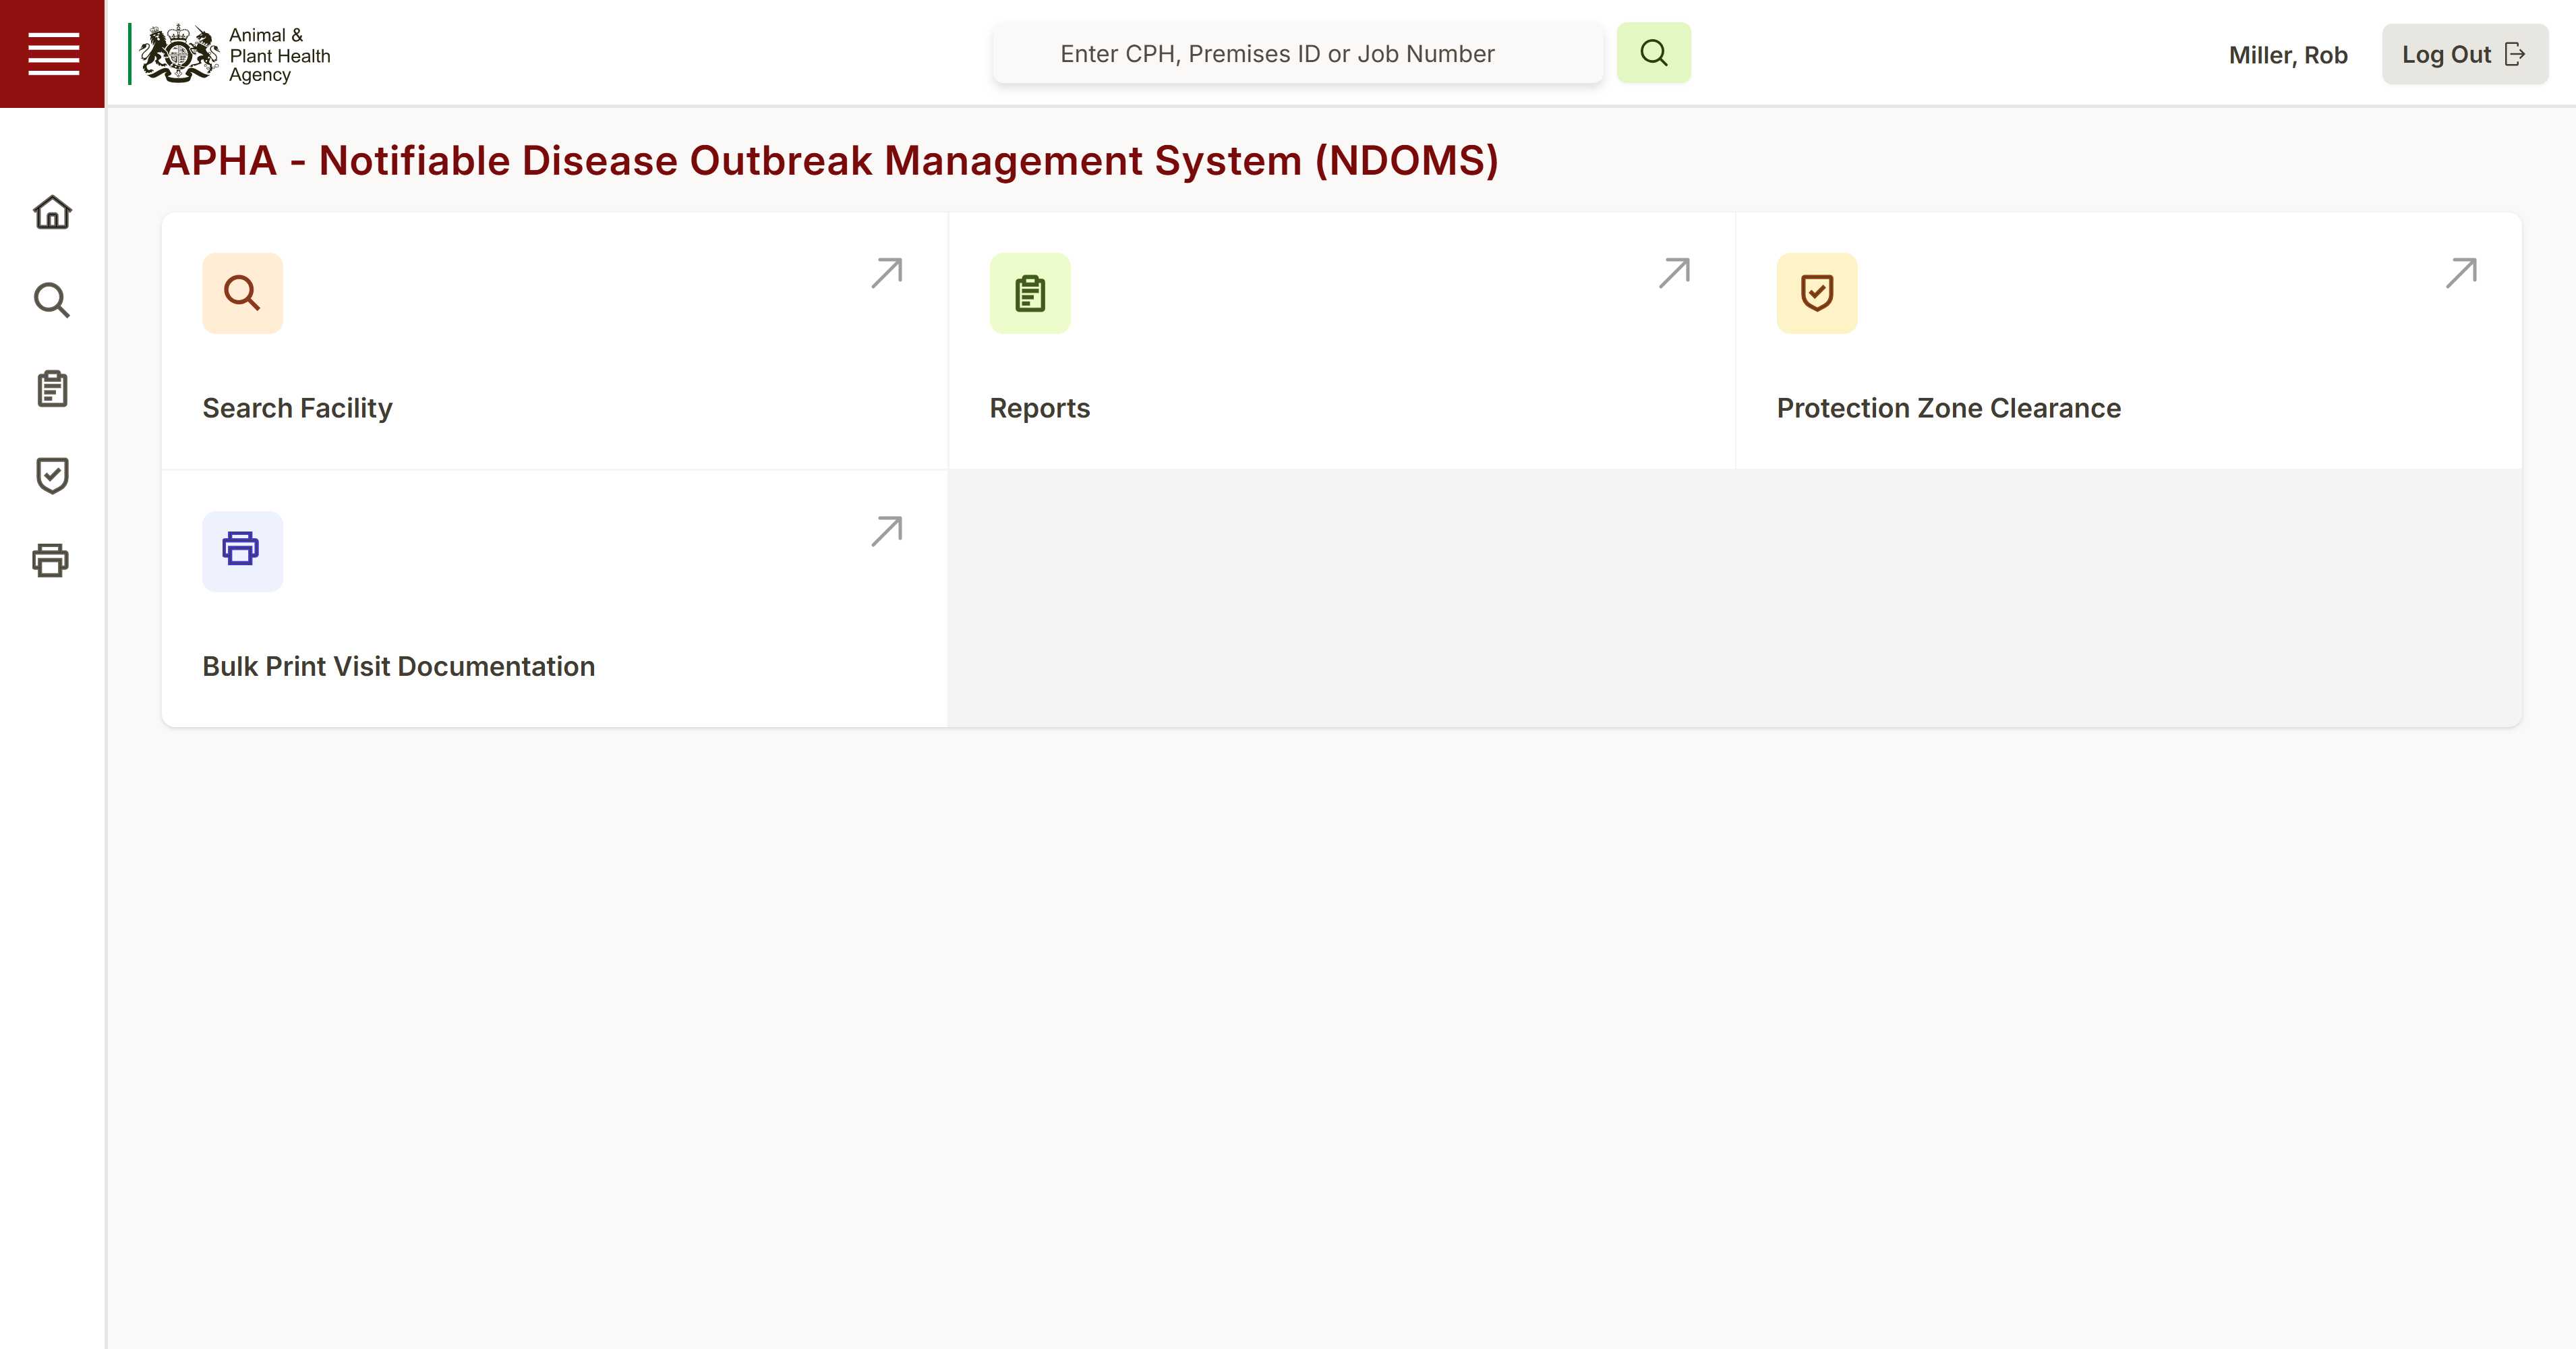 Animal &
Plant Health
Agency
Enter CPH, Premises ID or Job Number
Miller, Rob
Log Out
APHA - Notifiable Disease Outbreak Management System (NDOMS)
Search Facility
Reports
Protection Zone Clearance
Bulk Print Visit Documentation